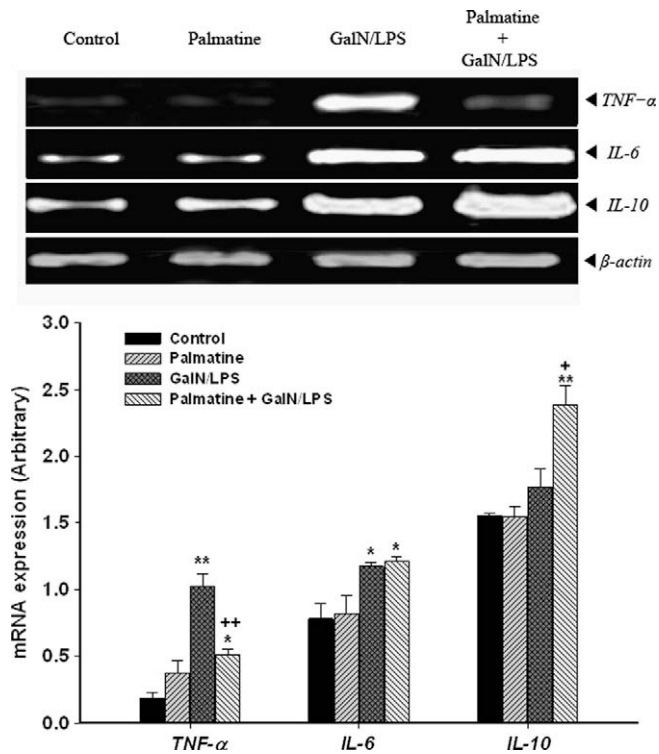 Control Palmatine GalN/LPS Palmatine + GalN/LPS
◄ TNF-α
◄ IL-6
◄ IL-10
◄ β-actin
mRNA expression (Arbitrary)
3.0
2.5
2.0
1.5
1.0
0.5
0.0
Control
Palmatine
GalN/LPS
Palmatine + GalN/LPS
**
++
*
*
*
+
**
TNF-α IL-6 IL-10